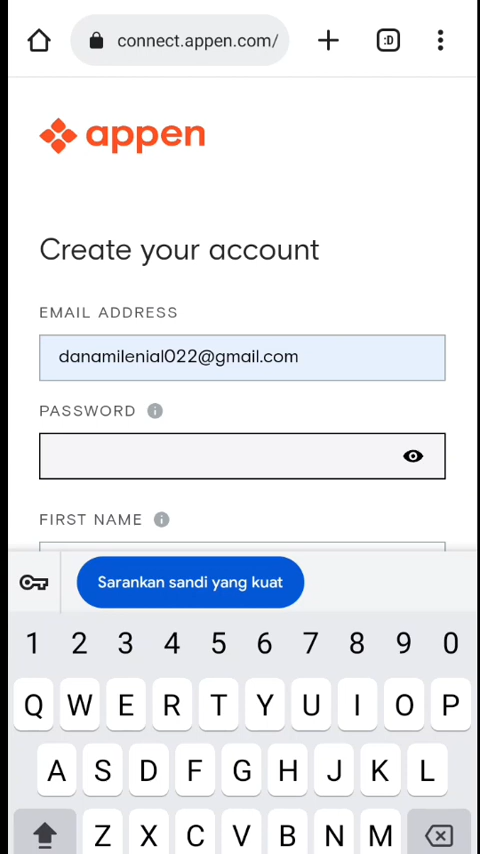 connect.appen.com/
:D
appen
Create your account
EMAIL ADDRESS
danamilenial022@gmail.com
PASSWORD
FIRST NAME
Sarankan sandi yang kuat
1 2 3 4 5 6 7 8 9 0
Q W E R T Y U I O P
A S D F G H J K L
Z X C V B N M